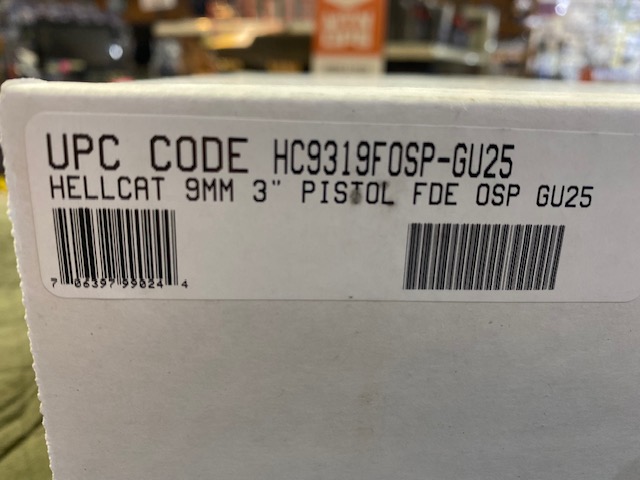 UPC CODE HC9319FOSP-GU25
HELLCAT 9MM 3" PISTOL FDE OSP GU25
7 06397 99024 4